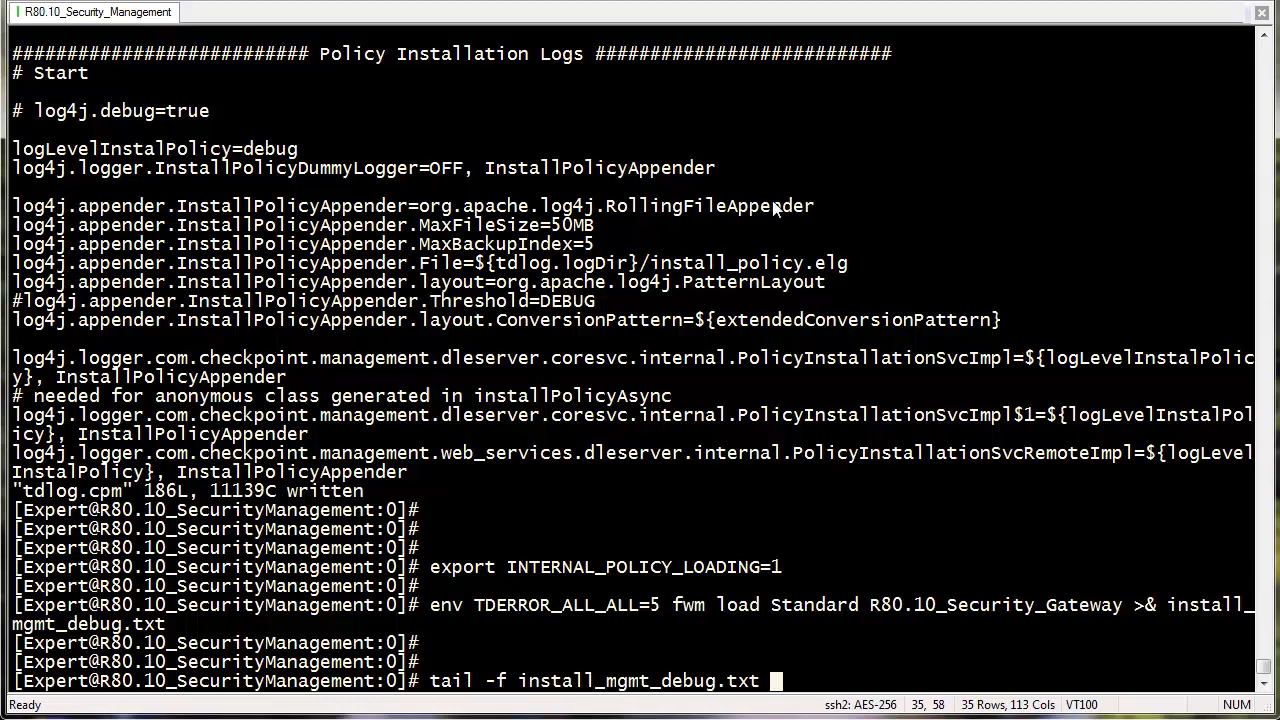 R80.10_Security_Management
########################### Policy Installation Logs ###########################
# Start
# log4j.debug=true
logLevelInstalPolicy=debug
log4j.logger.InstallPolicyDummyLogger=OFF, InstallPolicyAppender
log4j.appender.InstallPolicyAppender=org.apache.log4j.RollingFileAppender
log4j.appender.InstallPolicyAppender.MaxFileSize=50MB
log4j.appender.InstallPolicyAppender.MaxBackupIndex=5
log4j.appender.InstallPolicyAppender.File=${tdlog.logDir}/install_policy.elg
log4j.appender.InstallPolicyAppender.layout=org.apache.log4j.PatternLayout
#log4j.appender.InstallPolicyAppender.Threshold=DEBUG
log4j.appender.InstallPolicyAppender.layout.ConversionPattern=${extendedConversionPattern}
log4j.logger.com.checkpoint.management.dleserver.coresvc.internal.PolicyInstallationSvcImpl=${logLevelInstalPolic
y}, InstallPolicyAppender
# needed for anonymous class generated in installPolicyAsync
log4j.logger.com.checkpoint.management.dleserver.coresvc.internal.PolicyInstallationSvcImpl$1=${logLevelInstalPol
icy}, InstallPolicyAppender
log4j.logger.com.checkpoint.management.web_services.dleserver.internal.PolicyInstallationSvcRemoteImpl=${logLevel
InstalPolicy}, InstallPolicyAppender
"tdlog.cpm" 186L, 11139C written
[Expert@R80.10_SecurityManagement:0]#
[Expert@R80.10_SecurityManagement:0]#
[Expert@R80.10_SecurityManagement:0]#
[Expert@R80.10_SecurityManagement:0]# export INTERNAL_POLICY_LOADING=1
[Expert@R80.10_SecurityManagement:0]#
[Expert@R80.10_SecurityManagement:0]# env TDERROR_ALL_ALL=5 fwm load Standard R80.10_Security_Gateway >& install_
mgmt_debug.txt
[Expert@R80.10_SecurityManagement:0]#
[Expert@R80.10_SecurityManagement:0]#
[Expert@R80.10_SecurityManagement:0]# tail -f install_mgmt_debug.txt
Ready ssh2: AES-256 35, 58 35 Rows, 113 Cols VT100 NUM